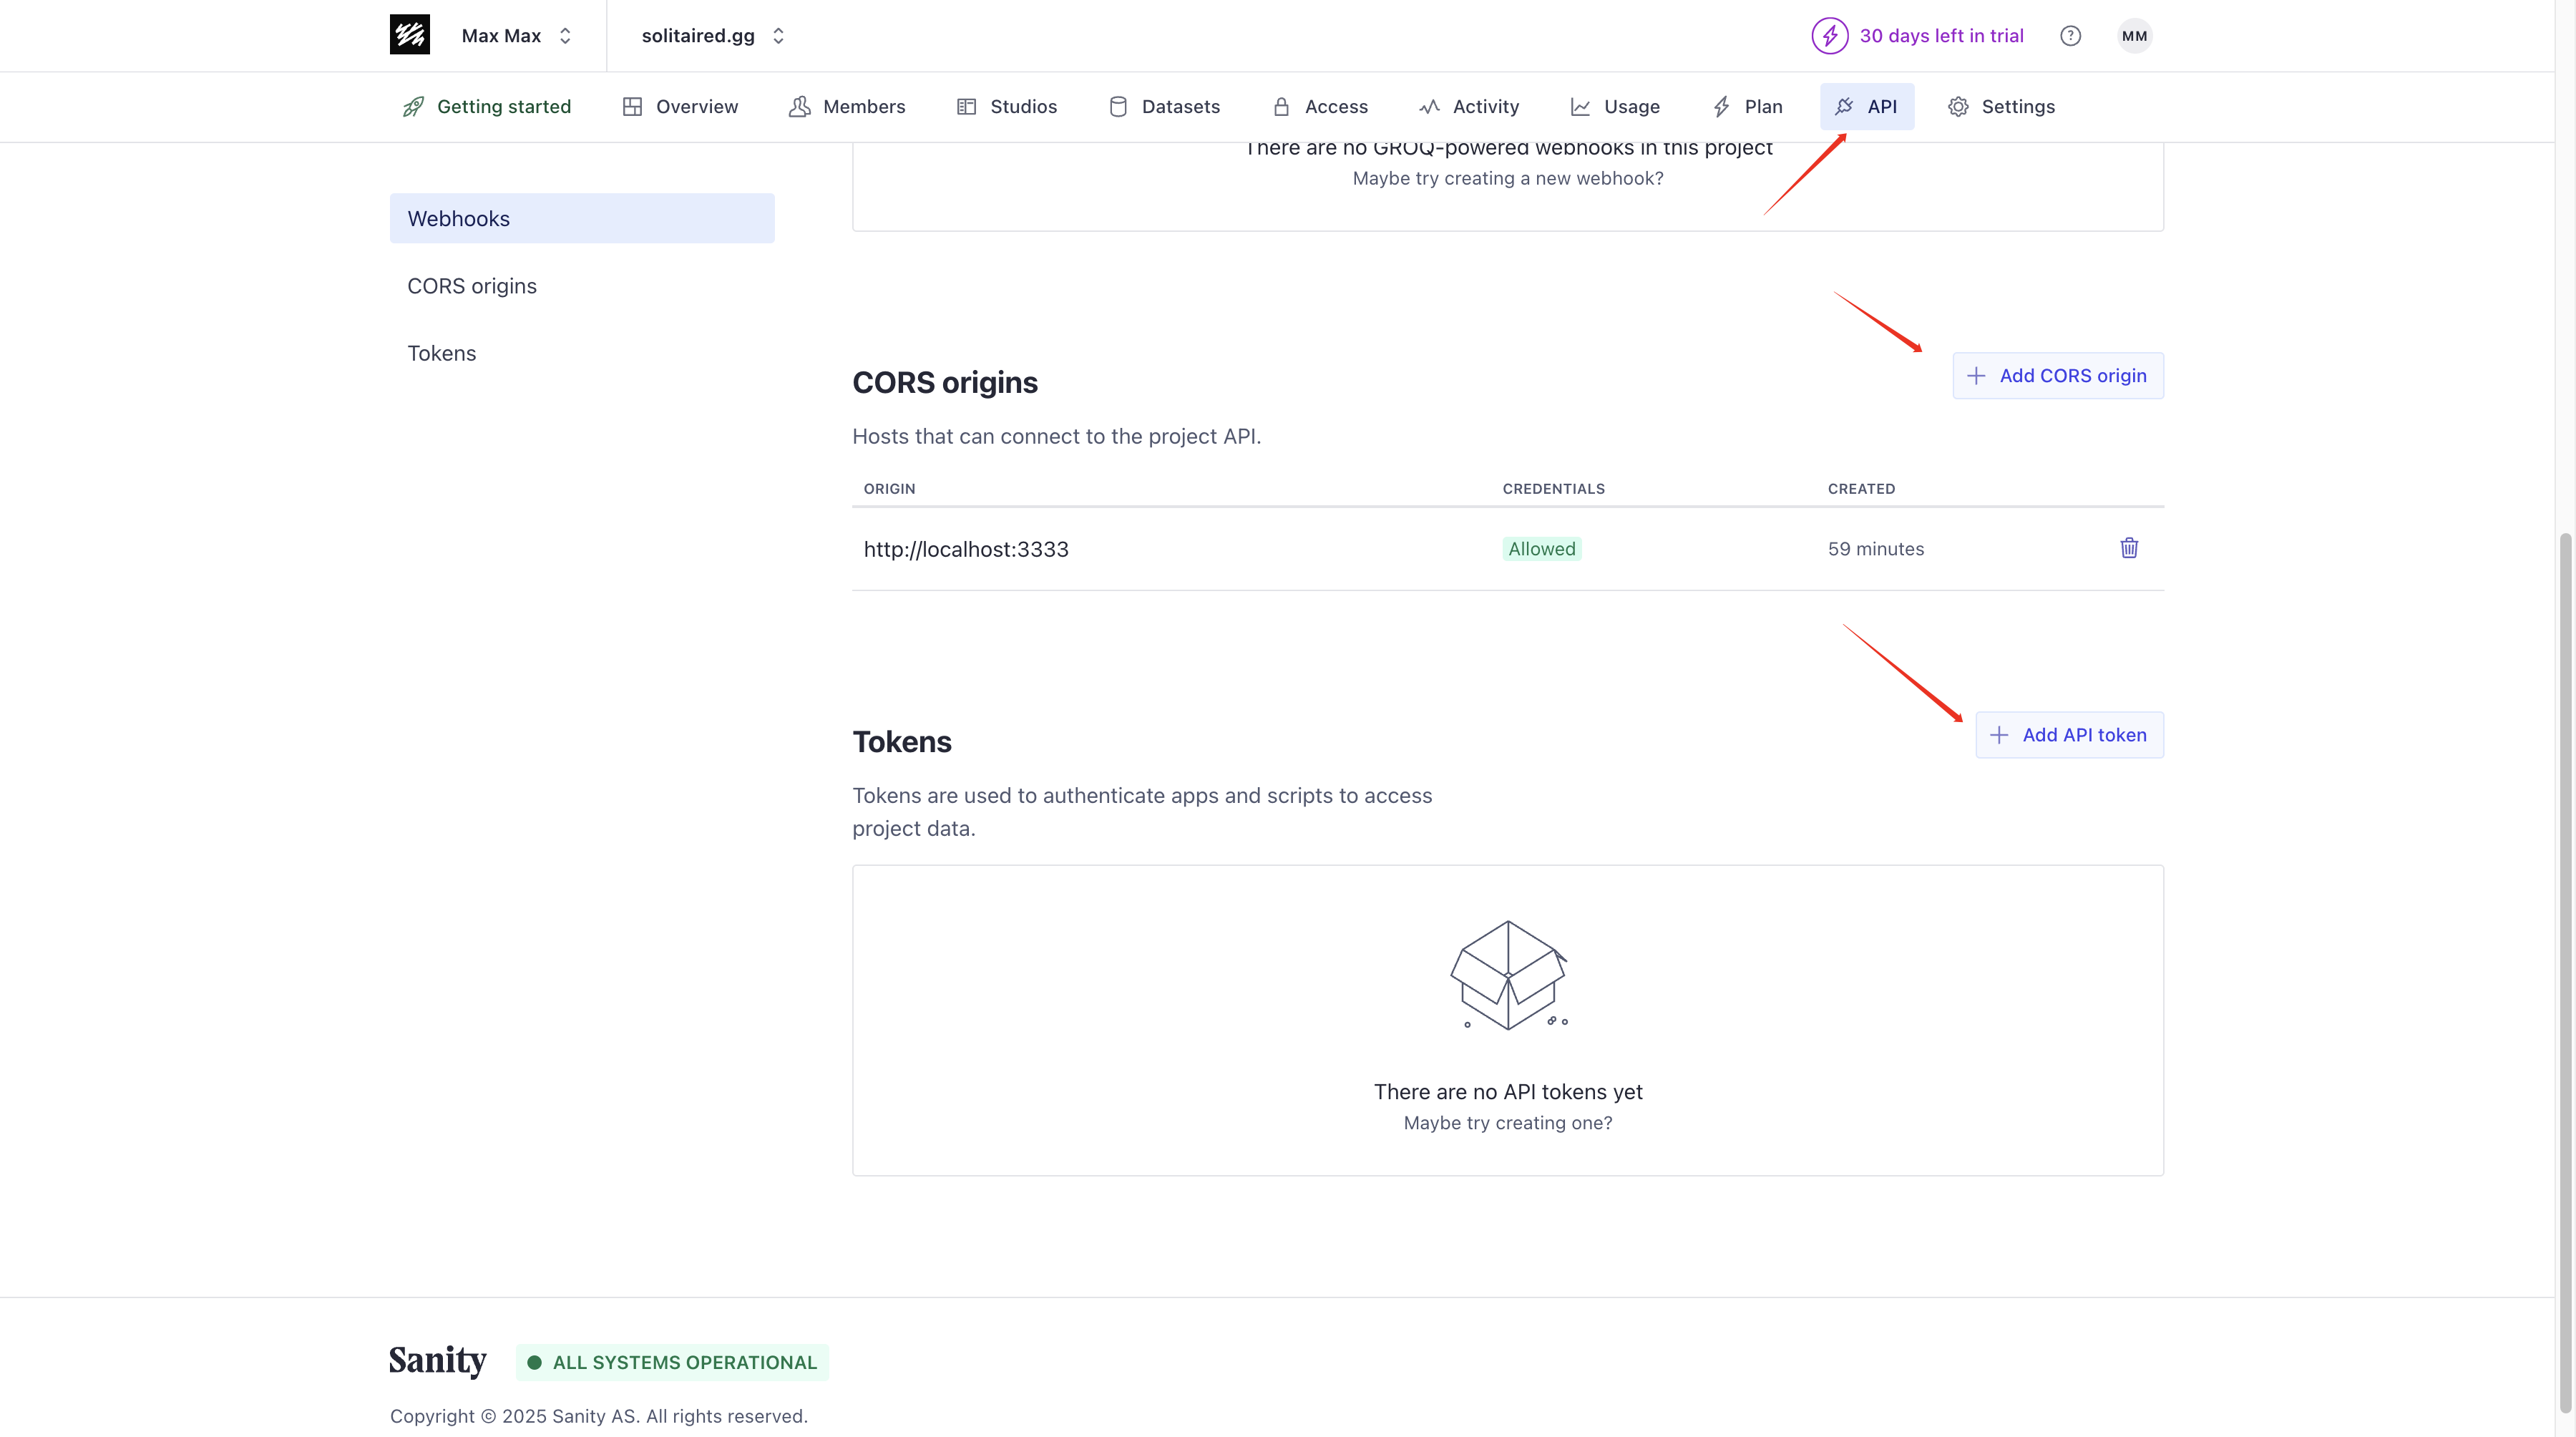 Max Max
solitaired.gg
30 days left in trial
?
MM
Getting started
Overview
Members
Studios
Datasets
Access
Activity
Usage
Plan
API
Settings
There are no GROQ-powered webhooks in this project
Maybe try creating a new webhook?
Webhooks
CORS origins
Tokens
CORS origins
Add CORS origin
Hosts that can connect to the project API.
ORIGIN CREDENTIALS CREATED
http://localhost:3333 Allowed 59 minutes
Tokens
Add API token
Tokens are used to authenticate apps and scripts to access
project data.
There are no API tokens yet
Maybe try creating one?
Sanity
ALL SYSTEMS OPERATIONAL
Copyright © 2025 Sanity AS. All rights reserved.